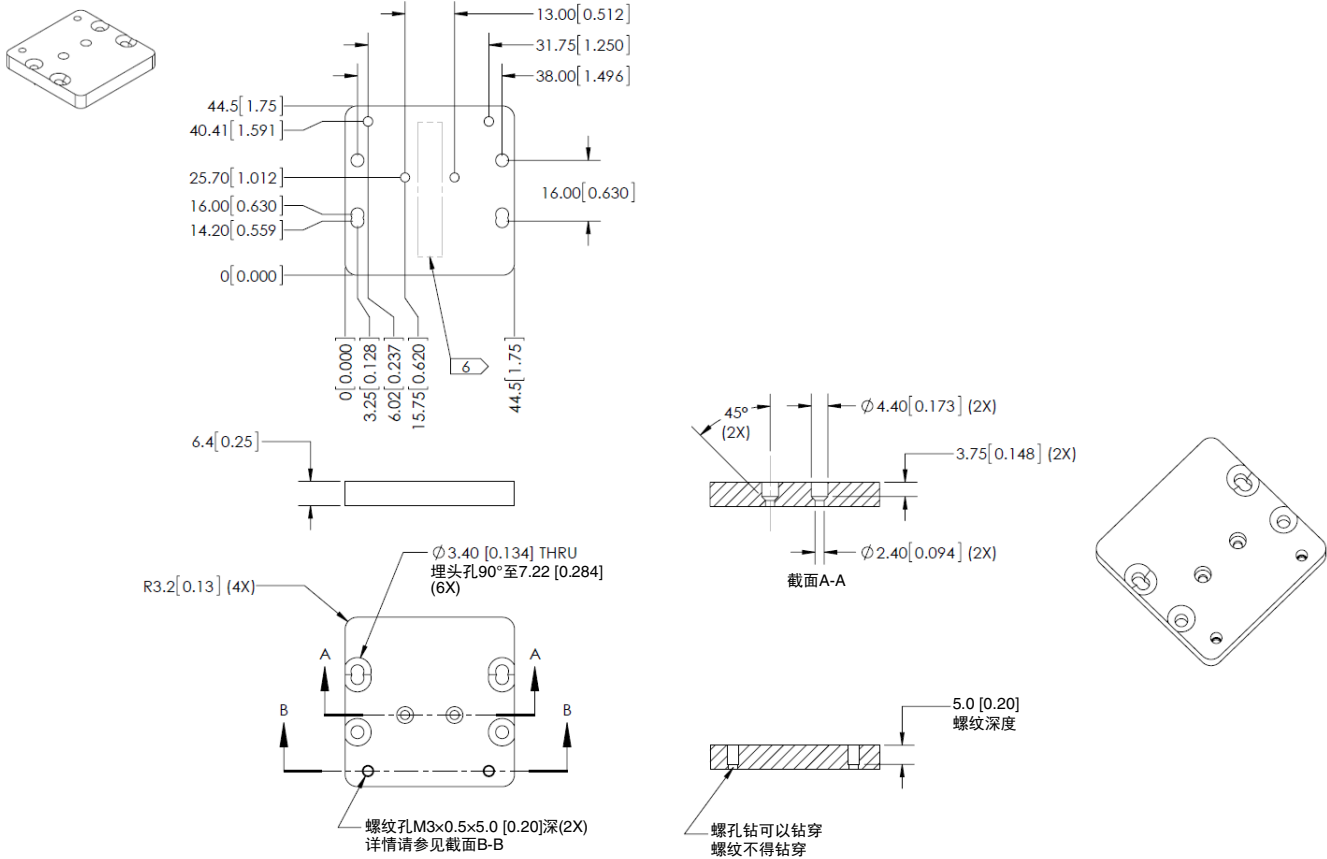 13.00[0.512]
31.75[1.250]
38.00[1.496]
44.5[1.75]
40.41[1.591]
25.70[1.012]
16.00[0.630]
16.00[0.630]
14.20[0.559]
0[0.000]
0[0.000]
3.25[0.128]
6.02[0.237]
15.75[0.620]
44.5[1.75]
6
6.4[0.25]
45°
(2X)
Ø4.40[0.173] (2X)
3.75[0.148] (2X)
Ø2.40[0.094] (2X)
截面A-A
Ø3.40 [0.134] THRU
埋头孔90°至7.22 [0.284]
(6X)
R3.2[0.13] (4X)
A
A
B
B
螺纹孔M3×0.5×5.0 [0.20]深(2X)
详情请参见截面B-B
5.0 [0.20]
螺纹深度
螺孔钻可以钻穿
螺纹不得钻穿